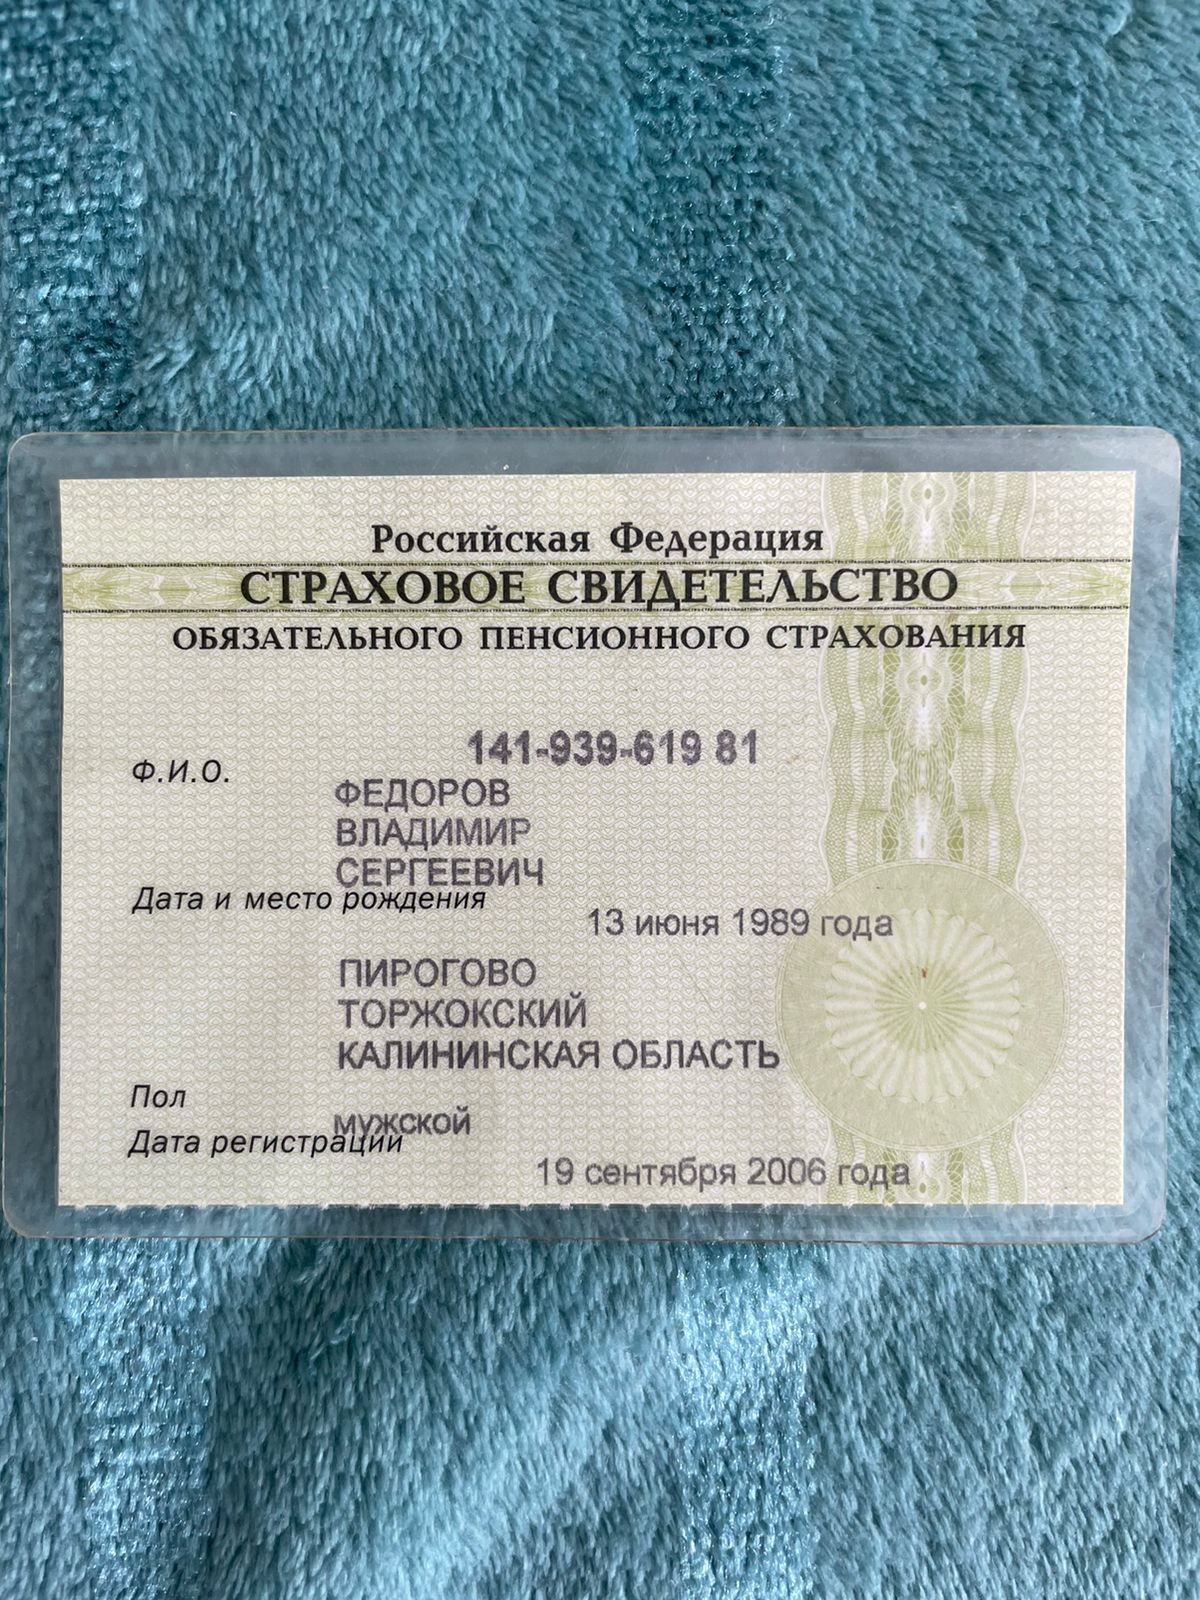 Российская Федерация
СТРАХОВОЕ СВИДЕТЕЛЬСТВО
ОБЯЗАТЕЛЬНОГО ПЕНСИОННОГО СТРАХОВАНИЯ
141-939-619 81
Ф.И.О.
ФЕДОРОВ
ВЛАДИМИР
СЕРГЕЕВИЧ
Дата и место рождения
13 июня 1989 года
ПИРОГОВО
ТОРЖОКСКИЙ
КАЛИНИНСКАЯ ОБЛАСТЬ
Пол
мужской
Дата регистрации
19 сентября 2006 года